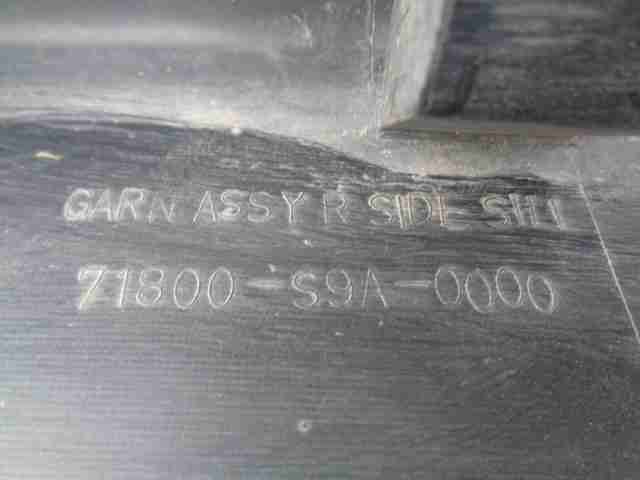 GARN ASSY R SIDE SILL
71800-S9A-0000